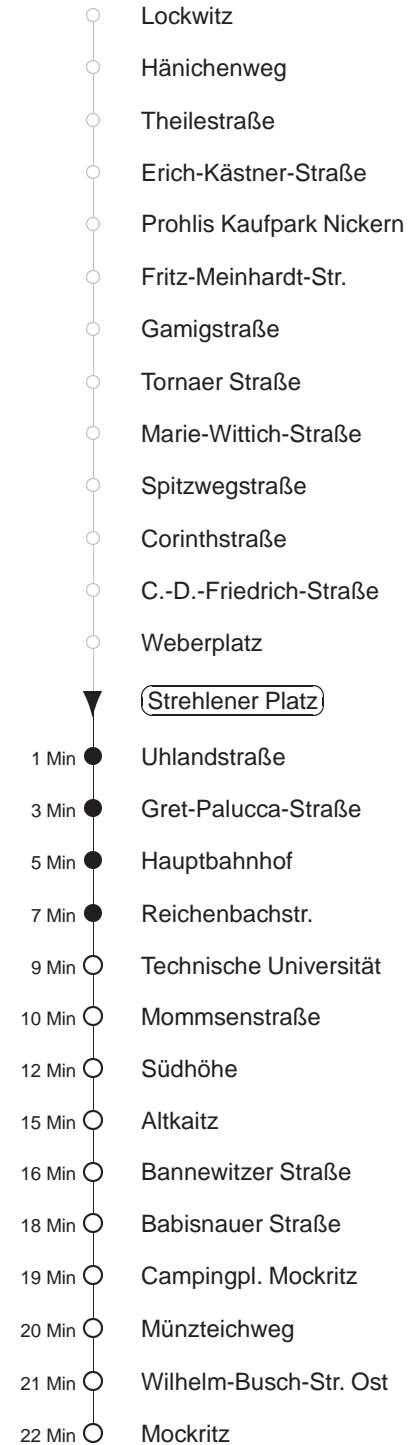 Lockwitz
Hänichenweg
Theilestraße
Erich-Kästner-Straße
Prohlis Kaufpark Nickern
Fritz-Meinhardt-Str.
Gamigstraße
Tornaer Straße
Marie-Wittich-Straße
Spitzwegstraße
Corinthstraße
C.-D.-Friedrich-Straße
Weberplatz
Strehlener Platz
1 Min Uhlandstraße
3 Min Gret-Palucca-Straße
5 Min Hauptbahnhof
7 Min Reichenbachstr.
9 Min Technische Universität
10 Min Mommsenstraße
12 Min Südhöhe
15 Min Altkaitz
16 Min Bannewitzer Straße
18 Min Babisnauer Straße
19 Min Campingpl. Mockritz
20 Min Münzteichweg
21 Min Wilhelm-Busch-Str. Ost
22 Min Mockritz